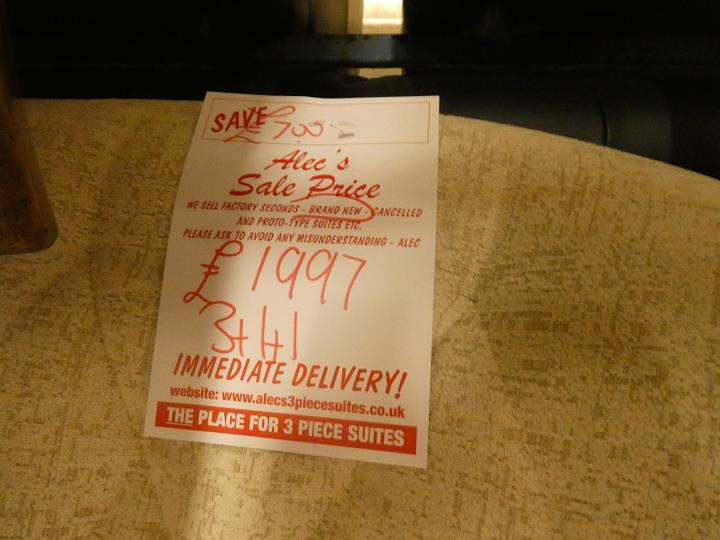 SAVE £700
Alec's
Sale Price
WE SELL FACTORY SECONDS - BRAND NEW - CANCELLED
AND PROTO-TYPE SUITES ETC.
PLEASE ASK TO AVOID ANY MISUNDERSTANDING - ALEC
£1997
3+1+1
IMMEDIATE DELIVERY!
website: www.alecs3piecesuites.co.uk
THE PLACE FOR 3 PIECE SUITES